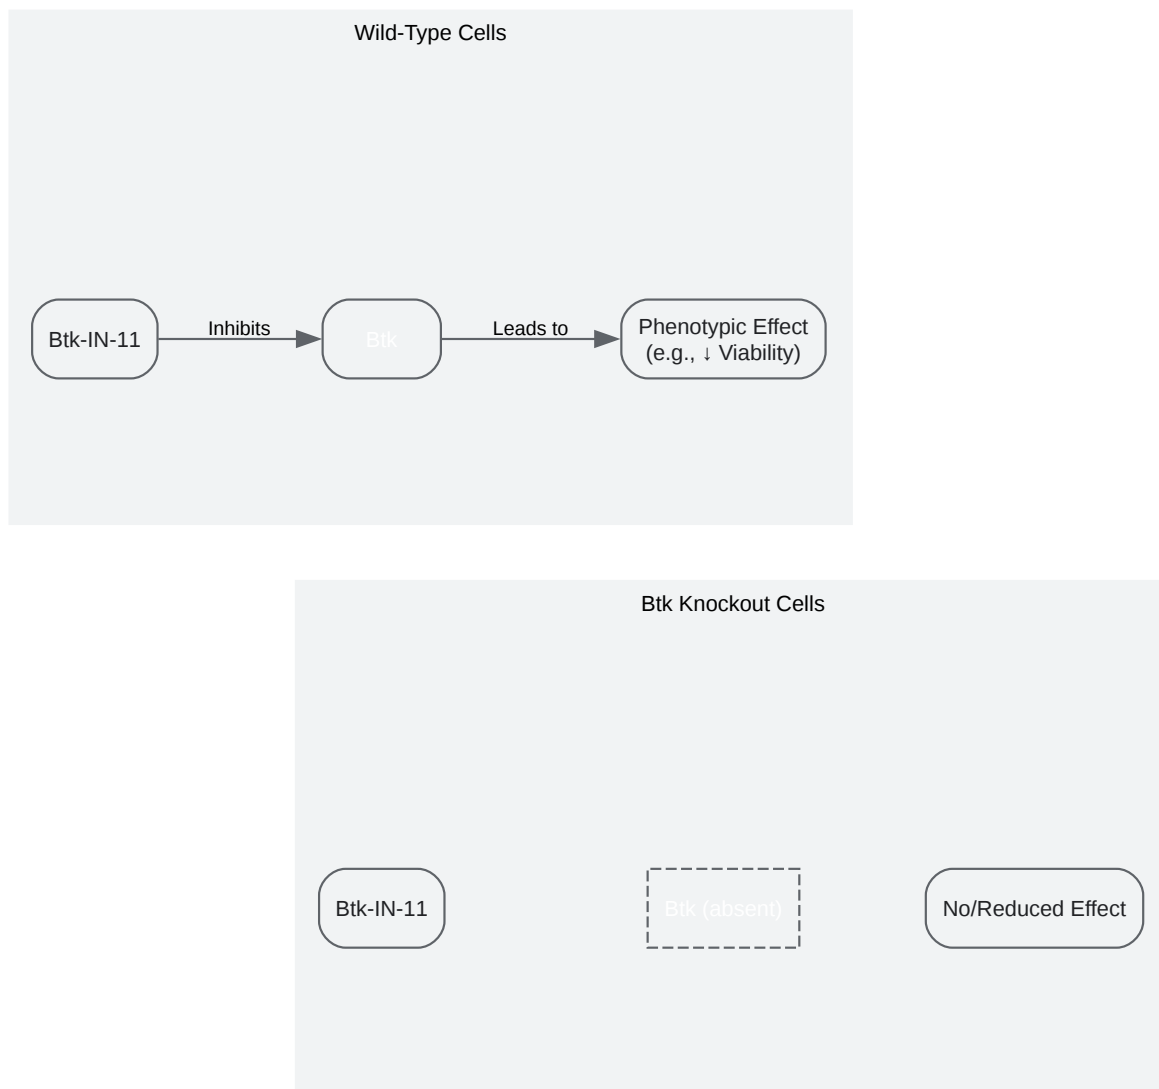 Wild-Type Cells
Btk-IN-11
Inhibits
Btk
Leads to
Phenotypic Effect
(e.g., ↓ Viability)
Btk Knockout Cells
Btk-IN-11
Btk (absent)
No/Reduced Effect